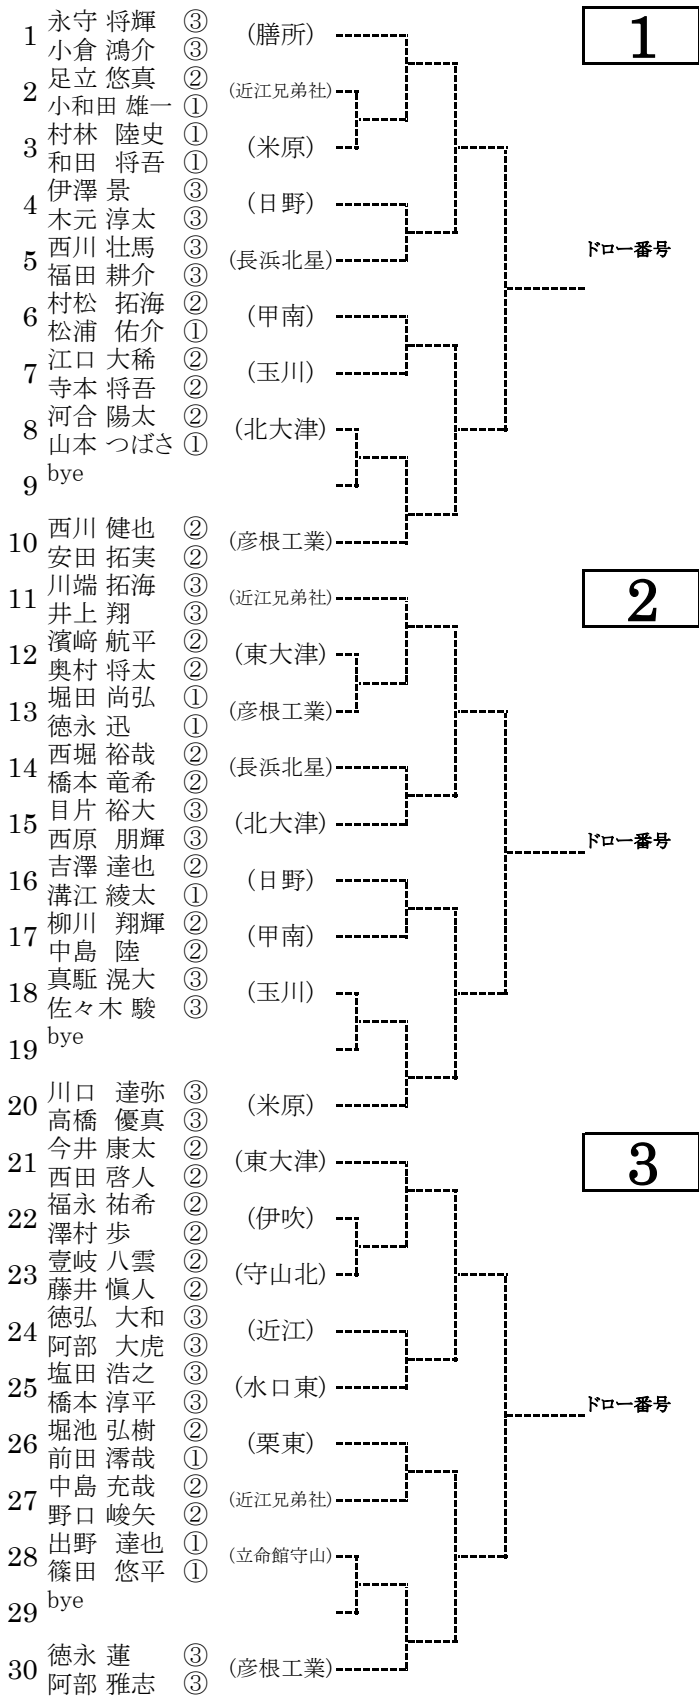 1
永守 将輝 ③
1 (膳所)
小倉 鴻介 ③
足立 悠真 ②
2 (近江兄弟社)
小和田 雄一 ①
村林 陸史 ①
3 (米原)
和田 将吾 ①
伊澤 景 ③
4 (日野)
木元 淳太 ③
西川 壮馬 ③
5 (長浜北星)
ドロー番号
福田 耕介 ③
村松 拓海 ②
6 (甲南)
松浦 佑介 ①
江口 大稀 ②
7 (玉川)
寺本 将吾 ②
河合 陽太 ②
8 (北大津)
山本 つばさ ①
bye
9
西川 健也 ②
10 (彦根工業)
安田 拓実 ②
2
川端 拓海 ③
11 (近江兄弟社)
井上 翔 ③
濱﨑 航平 ②
12 (東大津)
奥村 将太 ②
堀田 尚弘 ①
13 (彦根工業)
徳永 迅 ①
西堀 裕哉 ②
14 (長浜北星)
橋本 竜希 ②
目片 裕大 ③
15 (北大津)
ドロー番号
西原 朋輝 ③
吉澤 達也 ②
16 (日野)
溝江 綾太 ①
柳川 翔輝 ②
17 (甲南)
中島 陸 ②
真駈 滉大 ③
18 (玉川)
佐々木 駿 ③
bye
19
川口 達弥 ③
20 (米原)
高橋 優真 ③
3
今井 康太 ②
21 (東大津)
西田 啓人 ②
福永 祐希 ②
22 (伊吹)
澤村 歩 ②
壹岐 八雲 ②
23 (守山北)
藤井 愼人 ②
徳弘 大和 ③
24 (近江)
阿部 大虎 ③
塩田 浩之 ③
25 (水口東)
ドロー番号
橋本 淳平 ③
堀池 弘樹 ②
26 (栗東)
前田 澪哉 ①
中島 充哉 ②
27 (近江兄弟社)
野口 峻矢 ②
出野 達也 ①
28 (立命館守山)
篠田 悠平 ①
bye
29
徳永 蓮 ③
30 (彦根工業)
阿部 雅志 ③